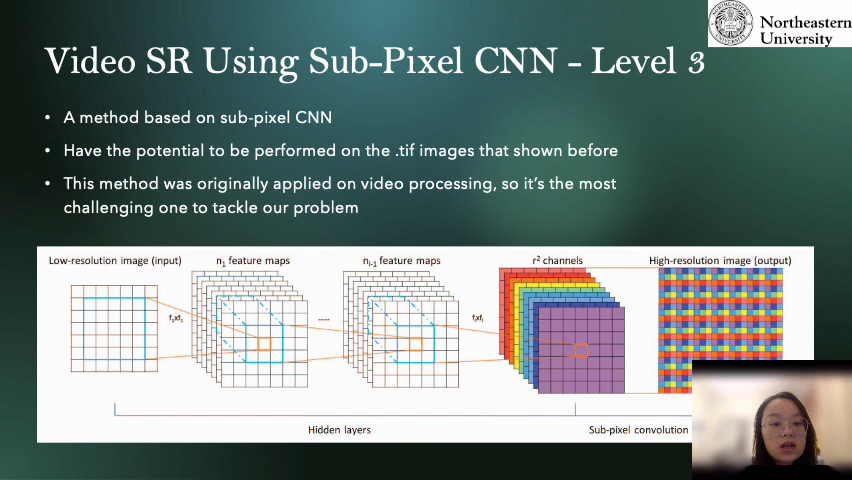 Northeastern
University
Video SR Using Sub-Pixel CNN – Level 3
• A method based on sub-pixel CNN
• Have the potential to be performed on the .tif images that shown before
• This method was originally applied on video processing, so it's the most
challenging one to tackle our problem
Low-resolution image (input)
n1 feature maps
nl-1 feature maps
r² channels
High-resolution image (output)
f1xf1
......
flxfl
Hidden layers
Sub-pixel convolution